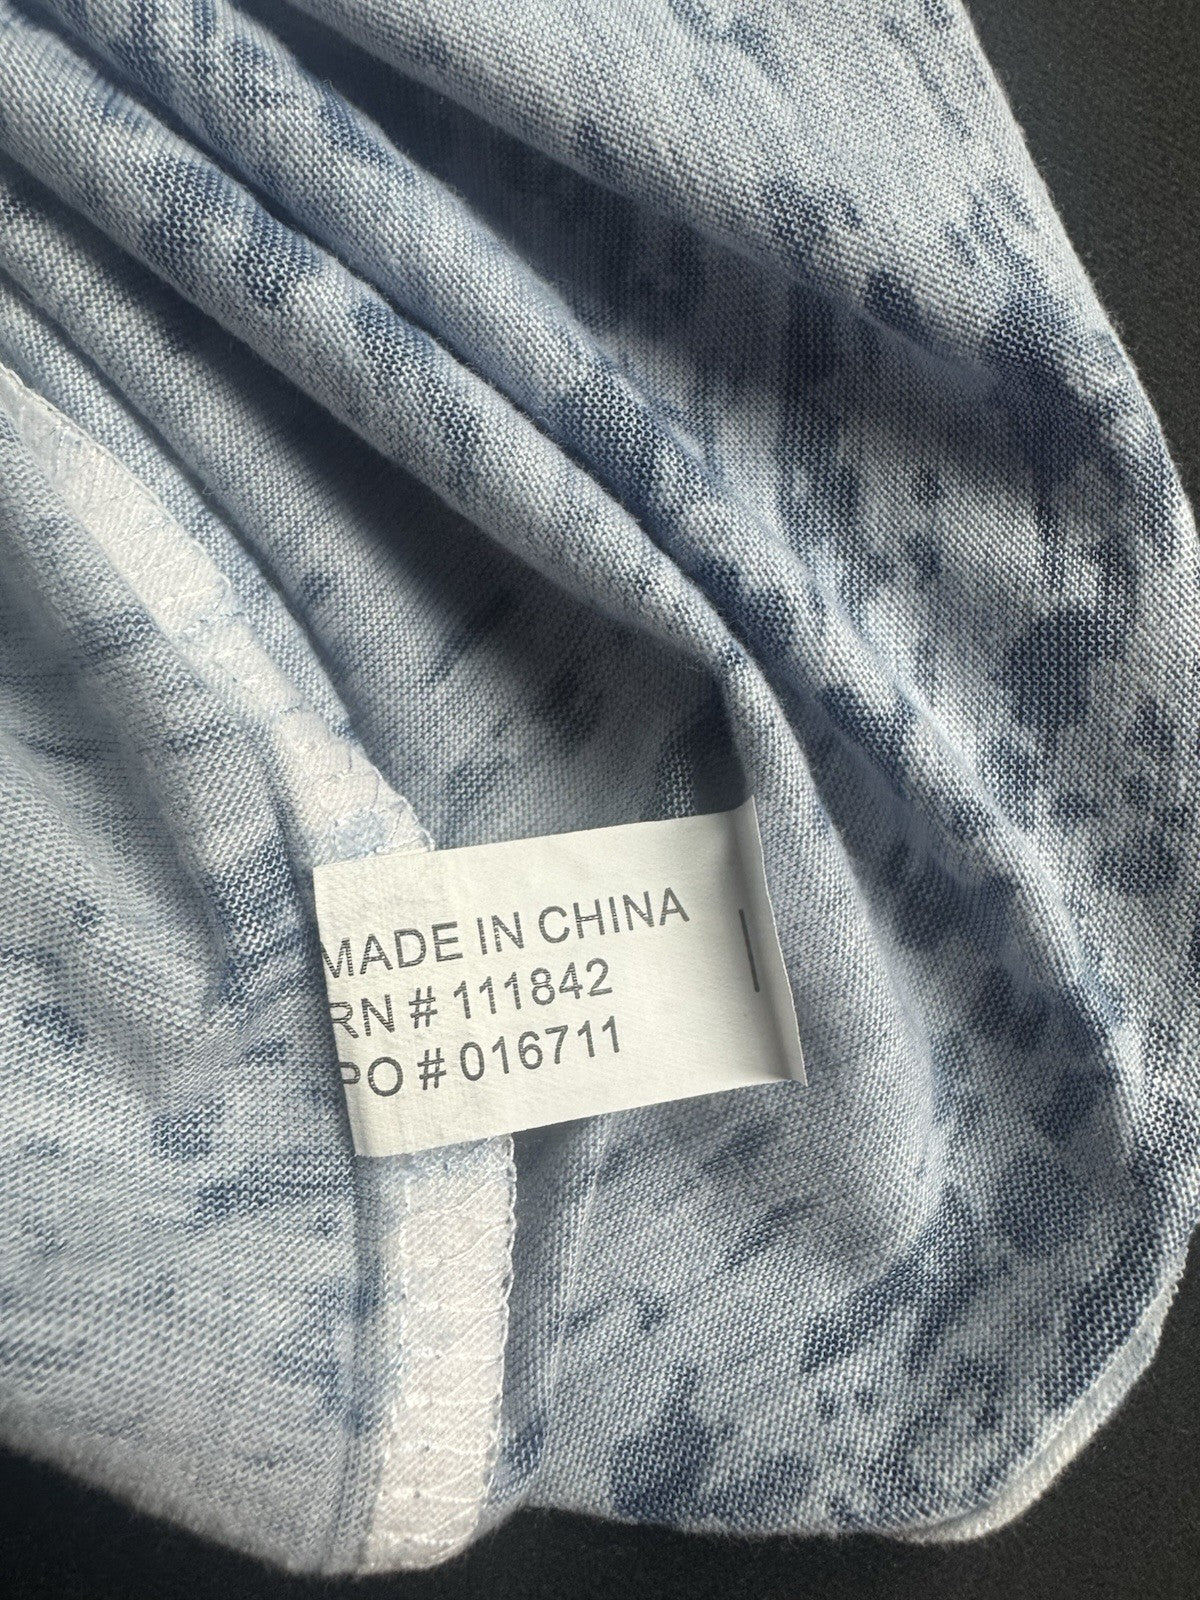 MADE IN CHINA
RN # 111842
PO # 016711